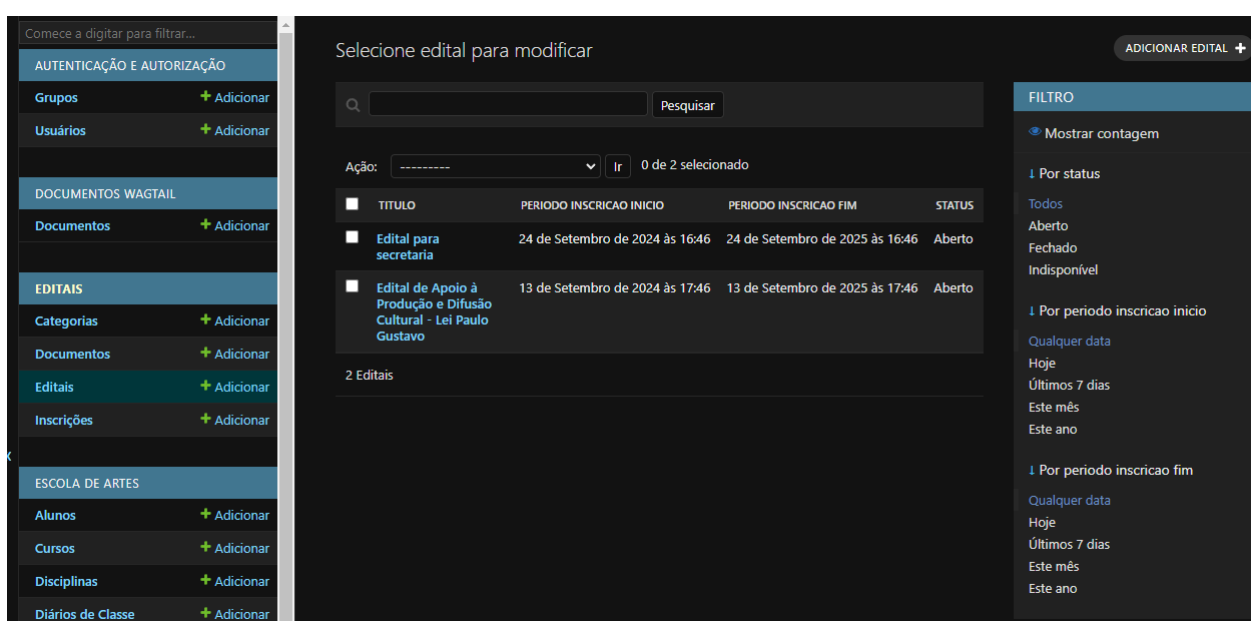 Comece a digitar para filtrar...
AUTENTICAÇÃO E AUTORIZAÇÃO
Grupos + Adicionar
Usuários + Adicionar
DOCUMENTOS WAGTAIL
Documentos + Adicionar
EDITAIS
Categorias + Adicionar
Documentos + Adicionar
Editais + Adicionar
Inscrições + Adicionar
ESCOLA DE ARTES
Alunos + Adicionar
Cursos + Adicionar
Disciplinas + Adicionar
Diários de Classe + Adicionar
Selecione edital para modificar
ADICIONAR EDITAL +
Pesquisar
Ação: --------- Ir 0 de 2 selecionado
TITULO PERIODO INSCRICAO INICIO PERIODO INSCRICAO FIM STATUS
Edital para 24 de Setembro de 2024 às 16:46 24 de Setembro de 2025 às 16:46 Aberto
secretaria
Edital de Apoio à 13 de Setembro de 2024 às 17:46 13 de Setembro de 2025 às 17:46 Aberto
Produção e Difusão
Cultural - Lei Paulo
Gustavo
2 Editais
FILTRO
Mostrar contagem
↓ Por status
Todos
Aberto
Fechado
Indisponível
↓ Por periodo inscricao inicio
Qualquer data
Hoje
Últimos 7 dias
Este mês
Este ano
↓ Por periodo inscricao fim
Qualquer data
Hoje
Últimos 7 dias
Este mês
Este ano